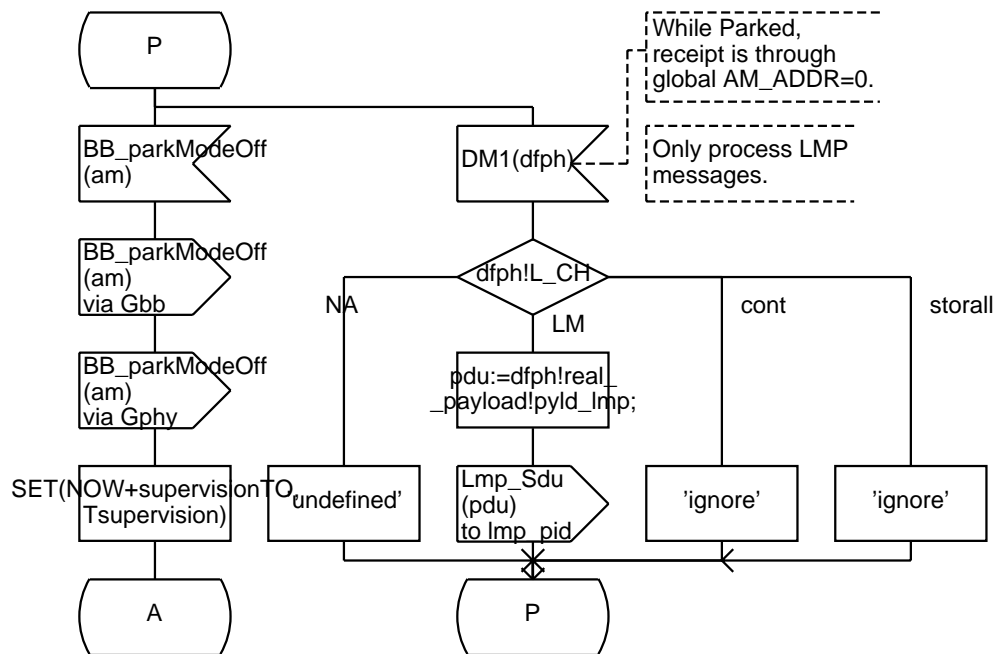 P
While Parked,
receipt is through
global AM_ADDR=0.
BB_parkModeOff
(am)
DM1(dfph)
Only process LMP
messages.
BB_parkModeOff
(am)
via Gbb
dfph!L_CH
NA
LM
cont
storall
BB_parkModeOff
(am)
via Gphy
pdu:=dfph!real_
_payload!pyld_lmp;
SET(NOW+supervisionTO,
Tsupervision)
'undefined'
Lmp_Sdu
(pdu)
to lmp_pid
'ignore'
'ignore'
A
P